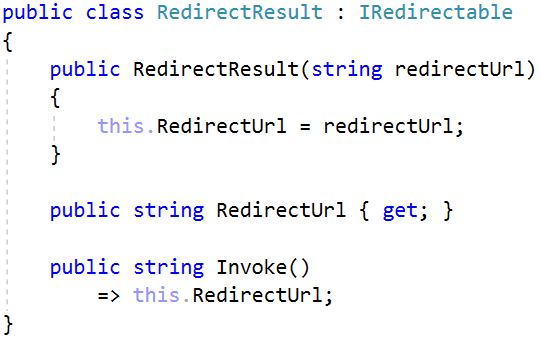 public class RedirectResult : IRedirectable
{
    public RedirectResult(string redirectUrl)
    {
        this.RedirectUrl = redirectUrl;
    }

    public string RedirectUrl { get; }

    public string Invoke()
        => this.RedirectUrl;
}